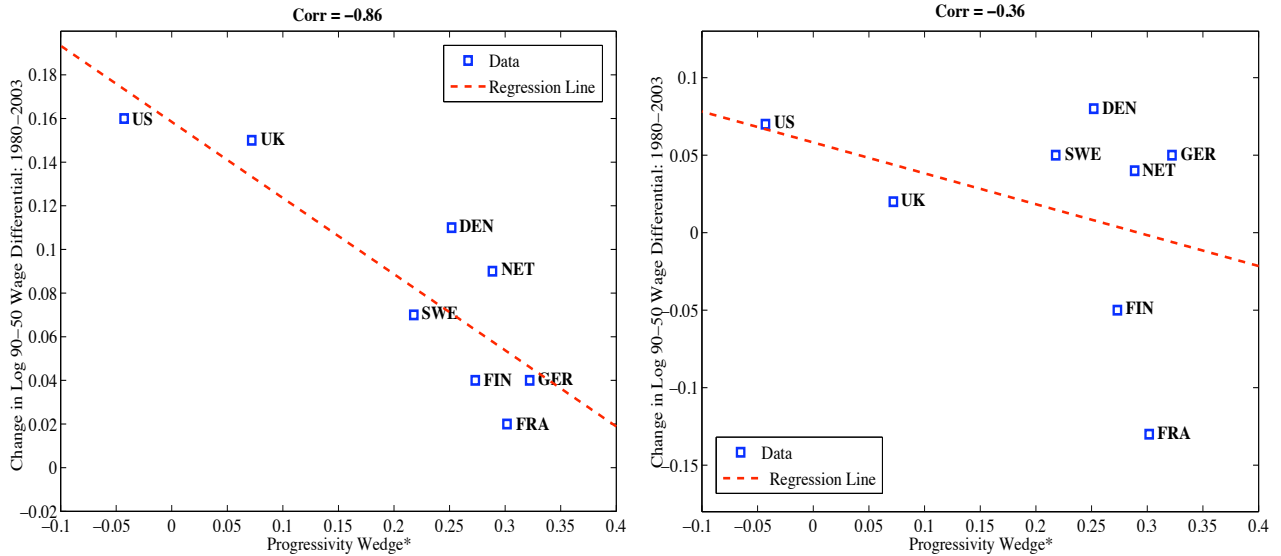 Corr = −0.86
Change in Log 90−50 Wage Differential: 1980−2003
0.18
0.16
0.14
0.12
0.1
0.08
0.06
0.04
0.02
0
−0.02
Data
Regression Line
US
UK
DEN
NET
SWE
FIN
GER
FRA
−0.1
−0.05
0
0.05
0.1
0.15
0.2
0.25
0.3
0.35
0.4
Progressivity Wedge*
Corr = −0.36
Change in Log 90−50 Wage Differential: 1980−2003
0.1
0.05
0
−0.05
−0.1
−0.15
US
DEN
SWE
GER
NET
UK
FIN
FRA
Data
Regression Line
−0.1
−0.05
0
0.05
0.1
0.15
0.2
0.25
0.3
0.35
0.4
Progressivity Wedge*